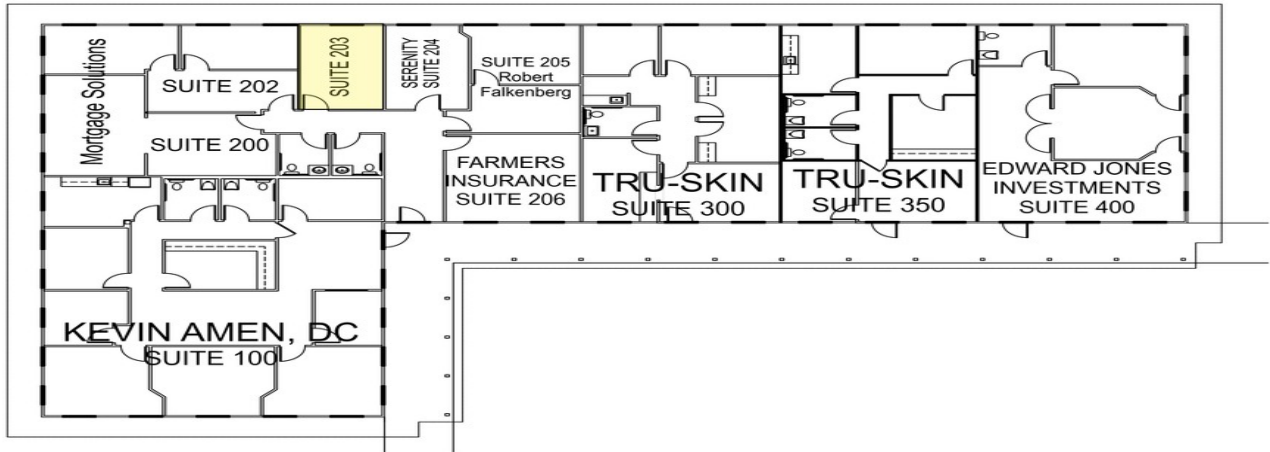 Mortgage Solutions
SUITE 202
SUITE 200
SUITE 203
SERENITY
SUITE 204
SUITE 205
Robert
Falkenberg
FARMERS
INSURANCE
SUITE 206
TRU-SKIN
SUITE 300
TRU-SKIN
SUITE 350
EDWARD JONES
INVESTMENTS
SUITE 400
KEVIN AMEN, DC
SUITE 100